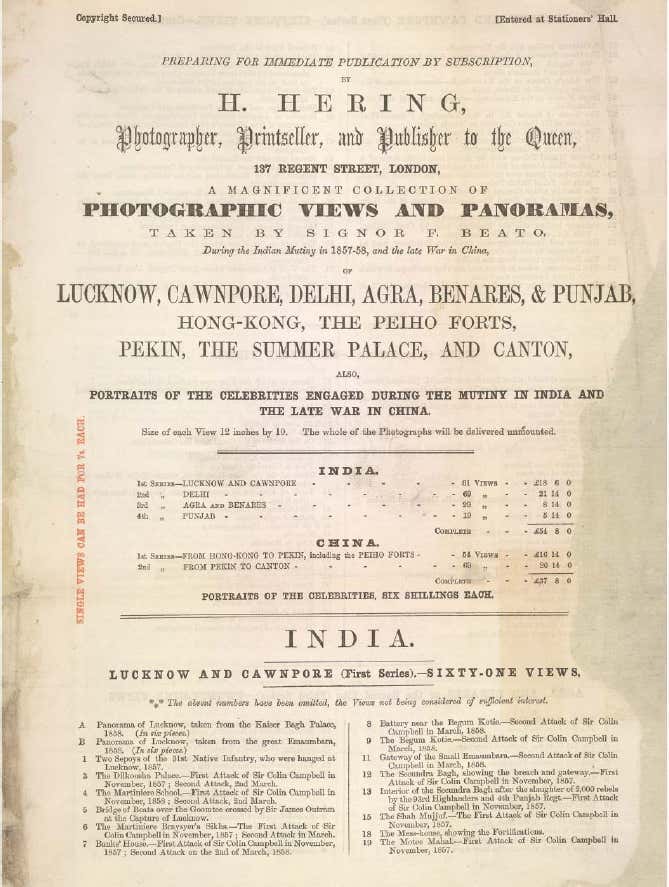 Copyright Secured.]
[Entered at Stationers' Hall.
PREPARING FOR IMMEDIATE PUBLICATION BY SUBSCRIPTION,
BY
H. HERING,
Photographer, Printseller, and Publisher to the Queen,
137 REGENT STREET, LONDON,
A MAGNIFICENT COLLECTION OF
PHOTOGRAPHIC VIEWS AND PANORAMAS,
TAKEN BY SIGNOR F. BEATO,
During the Indian Mutiny in 1857-58, and the late War in China,
OF
LUCKNOW, CAWNPORE, DELHI, AGRA, BENARES, & PUNJAB,
HONG-KONG, THE PEIHO FORTS,
PEKIN, THE SUMMER PALACE, AND CANTON,
ALSO,
PORTRAITS OF THE CELEBRITIES ENGAGED DURING THE MUTINY IN INDIA AND
THE LATE WAR IN CHINA.
Size of each View 12 inches by 10. The whole of the Photographs will be delivered unmounted.
SINGLE VIEWS CAN BE HAD FOR 7s. EACH.
INDIA.
1st SERIES—LUCKNOW AND CAWNPORE - - - - - 61 VIEWS - - £18 6 0
2nd „ DELHI - - - - - - - - 69 „ - - 21 14 0
3rd „ AGRA AND BENARES - - - - - - 29 „ - - 8 14 0
4th „ PUNJAB - - - - - - - - 19 „ - - 5 14 0
COMPLETE - - - £54 8 0
CHINA.
1st SERIES—FROM HONG-KONG TO PEKIN, including the PEIHO FORTS - - 54 VIEWS - - £16 14 0
2nd „ FROM PEKIN TO CANTON - - - - - - 69 „ - - 20 14 0
COMPLETE - - - £37 8 0
PORTRAITS OF THE CELEBRITIES, SIX SHILLINGS EACH.
INDIA.
LUCKNOW AND CAWNPORE (First Series).—SIXTY-ONE VIEWS.
*** The absent numbers have been omitted, the Views not being considered of sufficient interest.
A Panorama of Lucknow, taken from the Kaiser Bagh Palace,
1858. (In six pieces)
B Panorama of Lucknow, taken from the great Emaumbara,
1858. (In six pieces)
1 Two Sepoys of the 31st Native Infantry, who were hanged at
Lucknow, 1857.
3 The Dilkoosha Palace.—First Attack of Sir Colin Campbell in
November, 1857; Second Attack, 2nd March.
4 The Martiniere School.—First Attack of Sir Colin Campbell in
November, 1858; Second Attack, 2nd March.
5 Bridge of Boats over the Goomtee crossed by Sir James Outram
at the Capture of Lucknow.
6 The Martiniere Braysyer's Sikhs.—The First Attack of Sir
Colin Campbell in November, 1857; Second Attack in March.
7 Banks' House.—First Attack of Sir Colin Campbell in November,
1857; Second Attack on the 2nd of March, 1858.
8 Battery near the Begum Kotie.—Second Attack of Sir Colin
Campbell in March, 1858.
9 The Begum Kotie.—Second Attack of Sir Colin Campbell in
March, 1858.
11 Gateway of the Small Emaumbara.—Second Attack of Sir Colin
Campbell in March, 1858.
12 The Secundra Bagh, showing the breach and gateway.—First
Attack of Sir Colin Campbell in November, 1857.
13 Interior of the Secundra Bagh after the slaughter of 2,000 rebels
by the 93rd Highlanders and 4th Punjab Regt.—First Attack
of Sir Colin Campbell in November, 1857.
15 The Shah Mujjof.—The First Attack of Sir Colin Campbell in
November, 1857.
18 The Mess-house, showing the Fortifications.
19 The Motee Mahal.—First Attack of Sir Colin Campbell in
November, 1857.